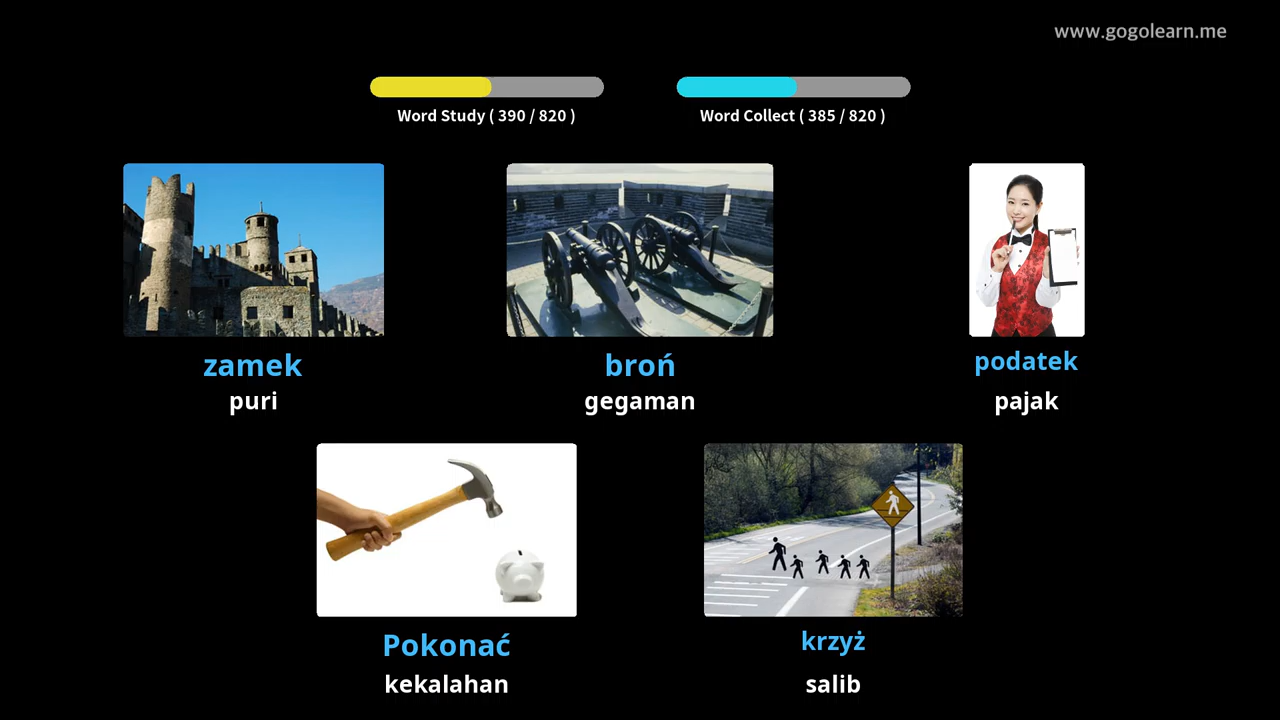 www.gogolearn.me
Word Study ( 390 / 820 )
Word Collect ( 385 / 820 )
zamek
puri
broń
gegaman
podatek
pajak
Pokonać
kekalahan
krzyż
salib